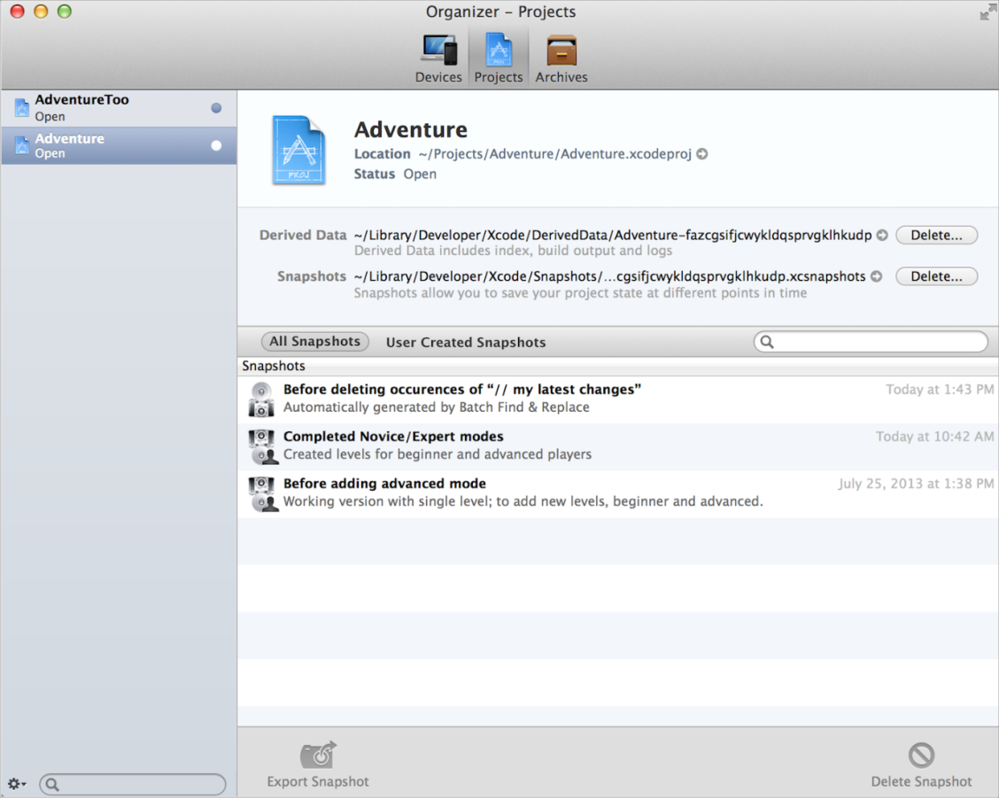 Organizer – Projects
Devices Projects Archives
AdventureToo
Open
Adventure
Open
PROJ
Adventure
Location ~/Projects/Adventure/Adventure.xcodeproj
Status Open
Derived Data ~/Library/Developer/Xcode/DerivedData/Adventure-fazcgsifjcwykldqsprvgklhkudp Delete...
Derived Data includes index, build output and logs
Snapshots ~/Library/Developer/Xcode/Snapshots/...cgsifjcwykldqsprvgklhkudp.xcsnapshots Delete...
Snapshots allow you to save your project state at different points in time
All Snapshots User Created Snapshots
Snapshots
Before deleting occurences of “// my latest changes” Today at 1:43 PM
Automatically generated by Batch Find & Replace
Completed Novice/Expert modes Today at 10:42 AM
Created levels for beginner and advanced players
Before adding advanced mode July 25, 2013 at 1:38 PM
Working version with single level; to add new levels, beginner and advanced.
Export Snapshot Delete Snapshot